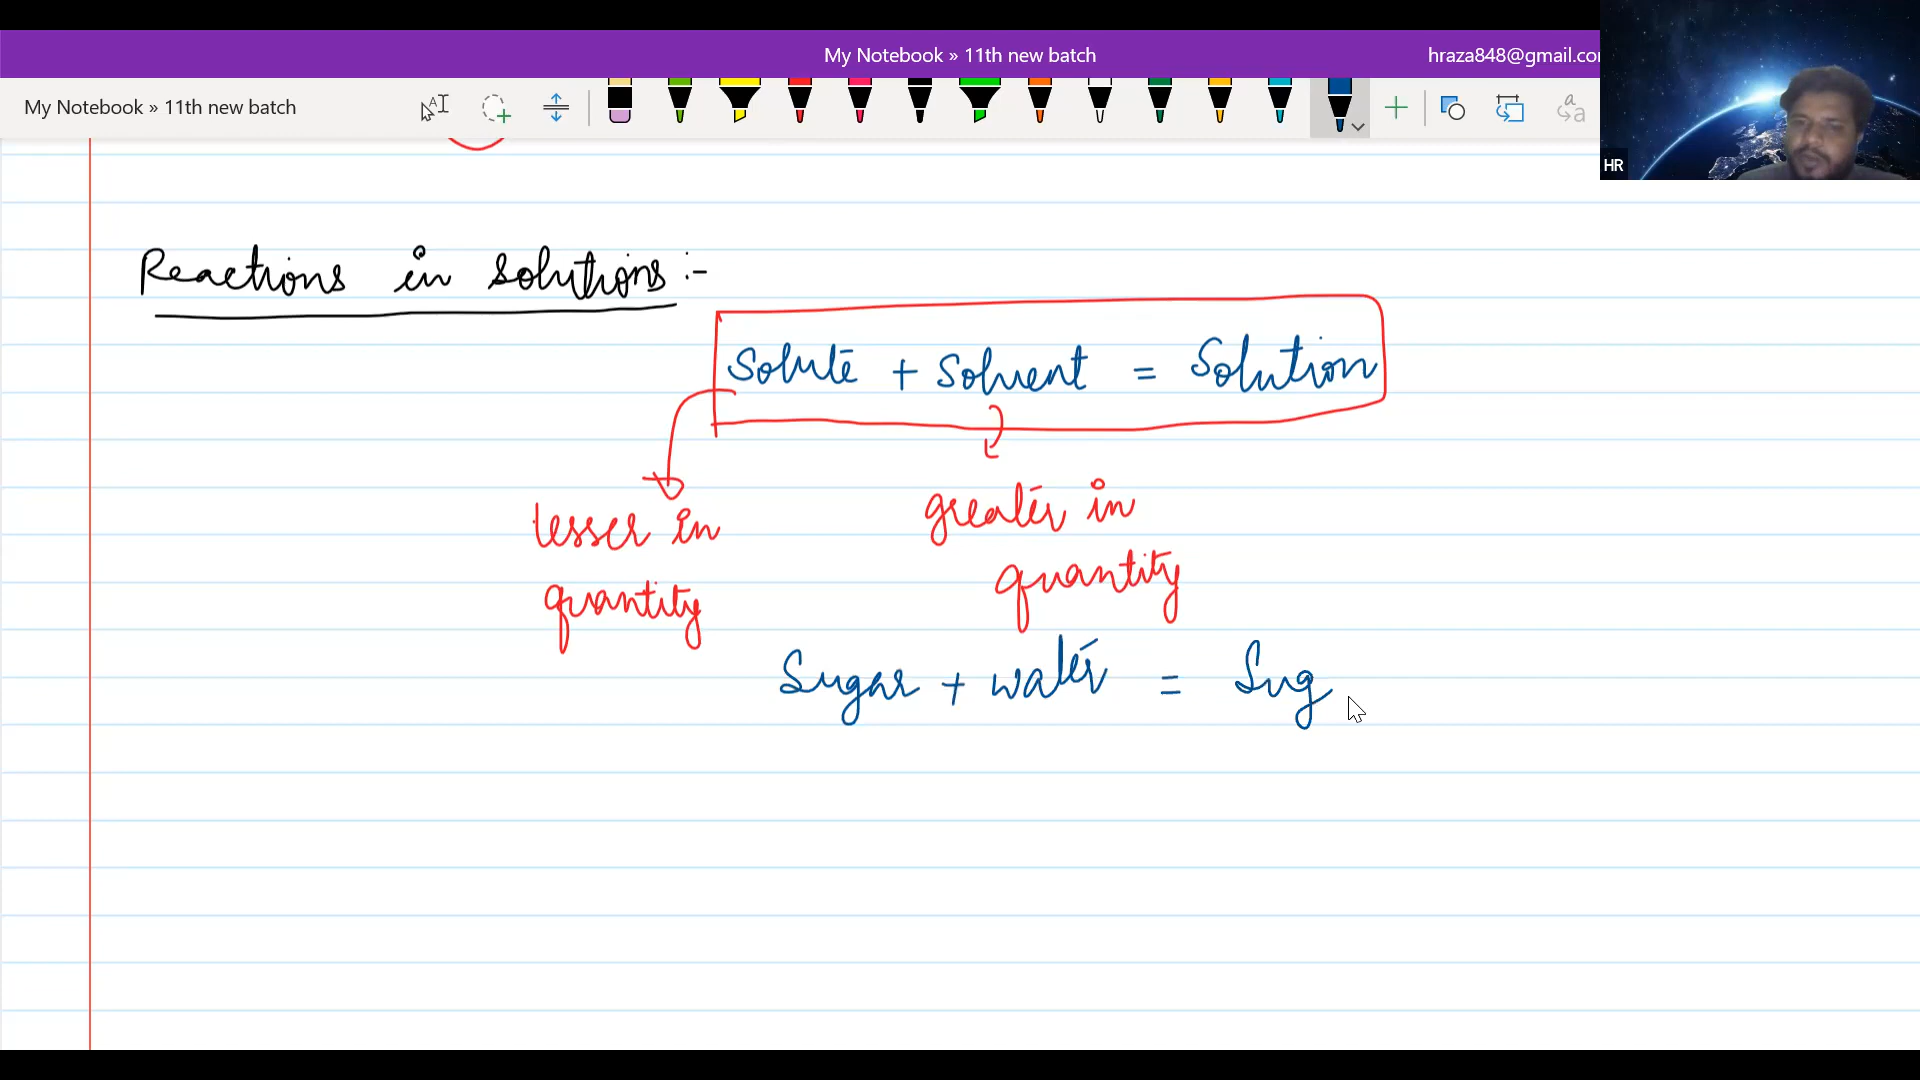 My Notebook » 11th new batch
hraza848@gmail.co
My Notebook » 11th new batch
HR
Reactions in solutions :-
Solute + Solvent = Solution
lesser in
quantity
greater in
quantity
Sugar + water = Sug